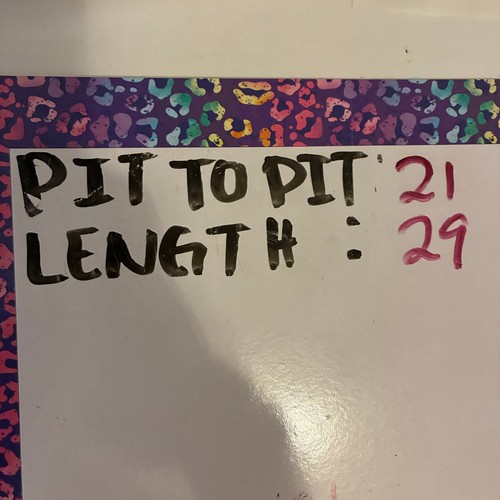 PIT TO PIT: 21
LENGTH : 29